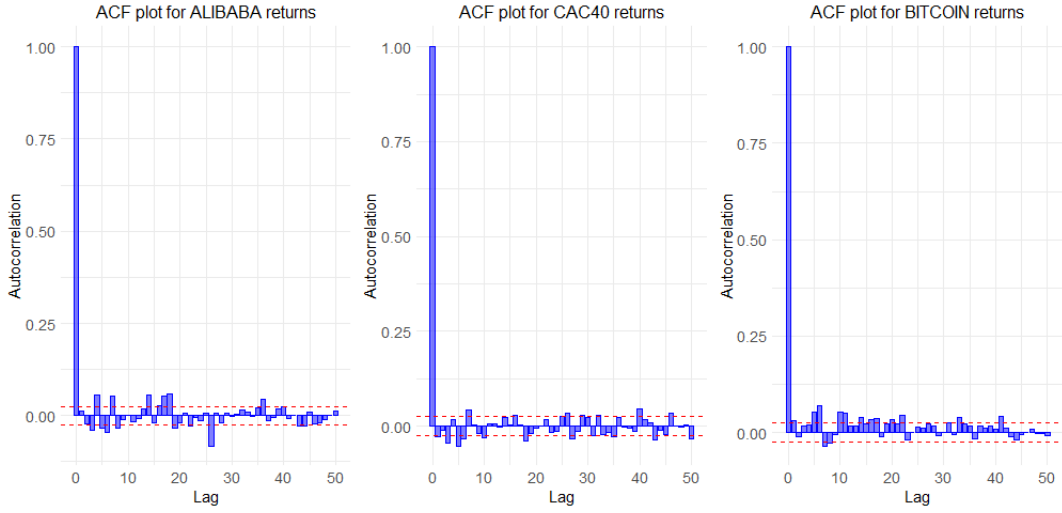 ACF plot for ALIBABA returns
1.00
0.75
0.50
0.25
0.00
Autocorrelation
0 10 20 30 40 50
Lag
ACF plot for CAC40 returns
1.00
0.75
0.50
0.25
0.00
Autocorrelation
0 10 20 30 40 50
Lag
ACF plot for BITCOIN returns
1.00
0.75
0.50
0.25
0.00
Autocorrelation
0 10 20 30 40 50
Lag